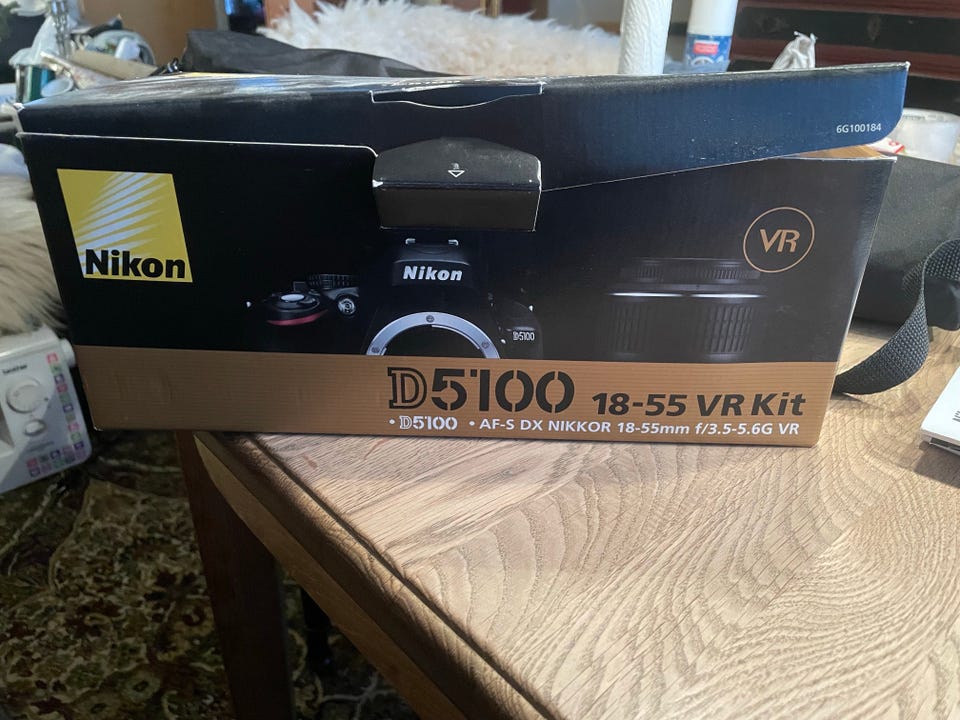 6G100184
Nikon
VR
Nikon
D5100
D5100 18-55 VR Kit
• D5100 • AF-S DX NIKKOR 18-55mm f/3.5-5.6G VR
brother